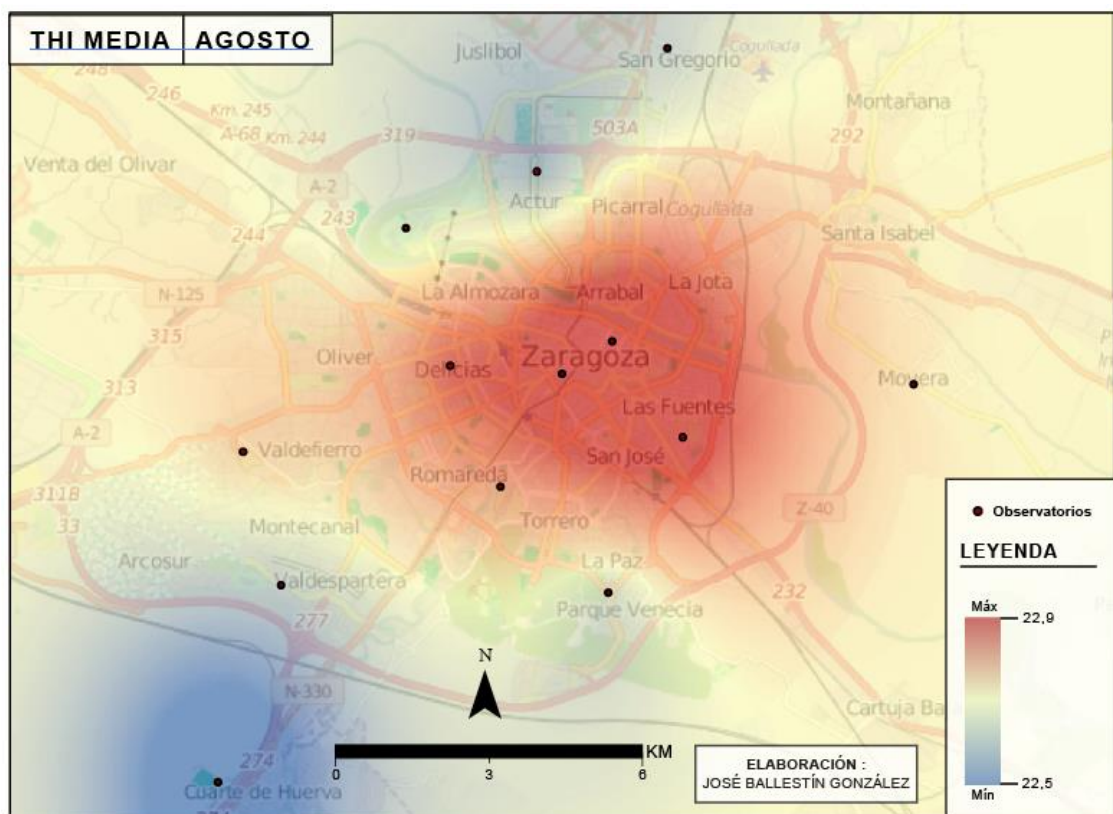 THI MEDIA AGOSTO
Juslibol
San Gregorio
Cogullada
248
246
Km. 245
A-68 Km. 244
319
503A
292
Montañana
Venta del Olivar
A-2
243
Actur
Picarral
Cogullada
244
Santa Isabel
N-125
La Almozara
Arrabal
La Jota
315
Oliver
Delicias
Zaragoza
Movera
313
Las Fuentes
A-2
Valdefierro
San José
Romareda
311B
33
Montecanal
Torrero
Z-40
Arcosur
Valdespartera
La Paz
Parque Venecia
277
232
N
N-330
Cartuja Ba
274
Cuarte de Huerva
KM
0 3 6
ELABORACIÓN :
JOSÉ BALLESTÍN GONZÁLEZ
Observatorios
LEYENDA
Máx
22,9
22,5
Mín